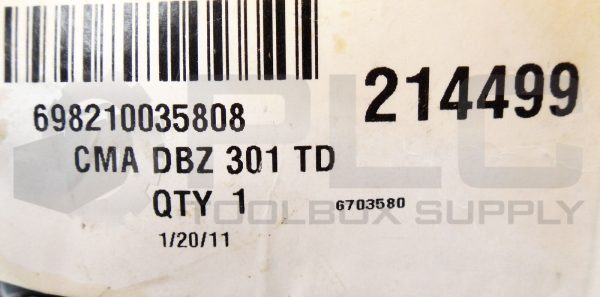 214499
698210035808
CMA DBZ 301 TD
QTY 1
6703580
1/20/11
PLC
TOOLBOX SUPPLY